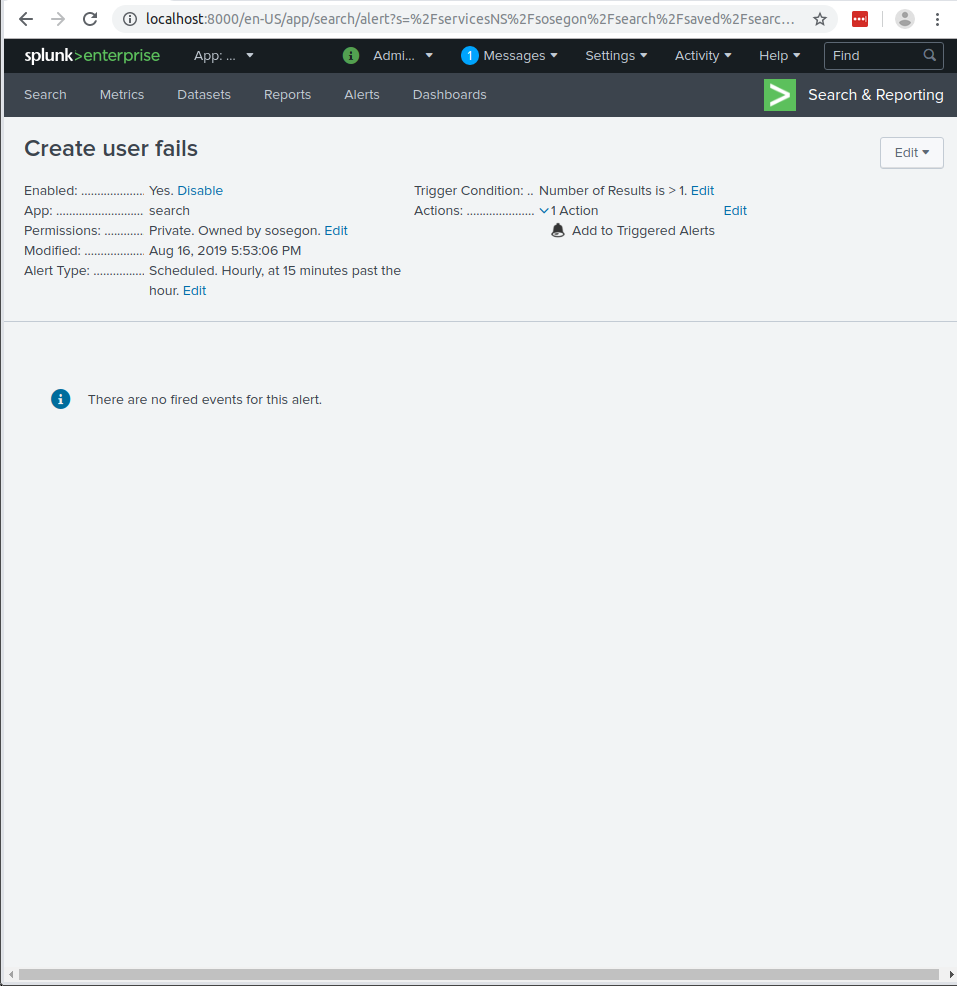 localhost:8000/en-US/app/search/alert?s=%2FservicesNS%2Fsosegon%2Fsearch%2Fsaved%2Fsearc...
splunk>enterprise App: ... i Admi... 1 Messages Settings Activity Help Find
Search Metrics Datasets Reports Alerts Dashboards > Search & Reporting
Create user fails
Edit
Enabled: ................... Yes. Disable
App: .......................... search
Permissions: ............ Private. Owned by sosegon. Edit
Modified: .................. Aug 16, 2019 5:53:06 PM
Alert Type: ................ Scheduled. Hourly, at 15 minutes past the
hour. Edit
Trigger Condition: .. Number of Results is > 1. Edit
Actions: ..................... 1 Action Edit
Add to Triggered Alerts
There are no fired events for this alert.